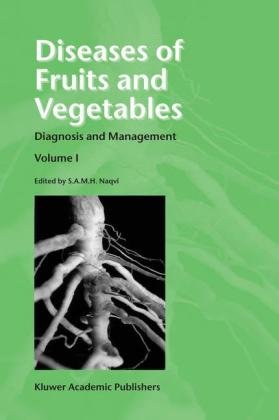 Diseases of
Fruits and
Vegetables
Diagnosis and Management
Volume I
Edited by S.A.M.H. Naqvi
Kluwer Academic Publishers